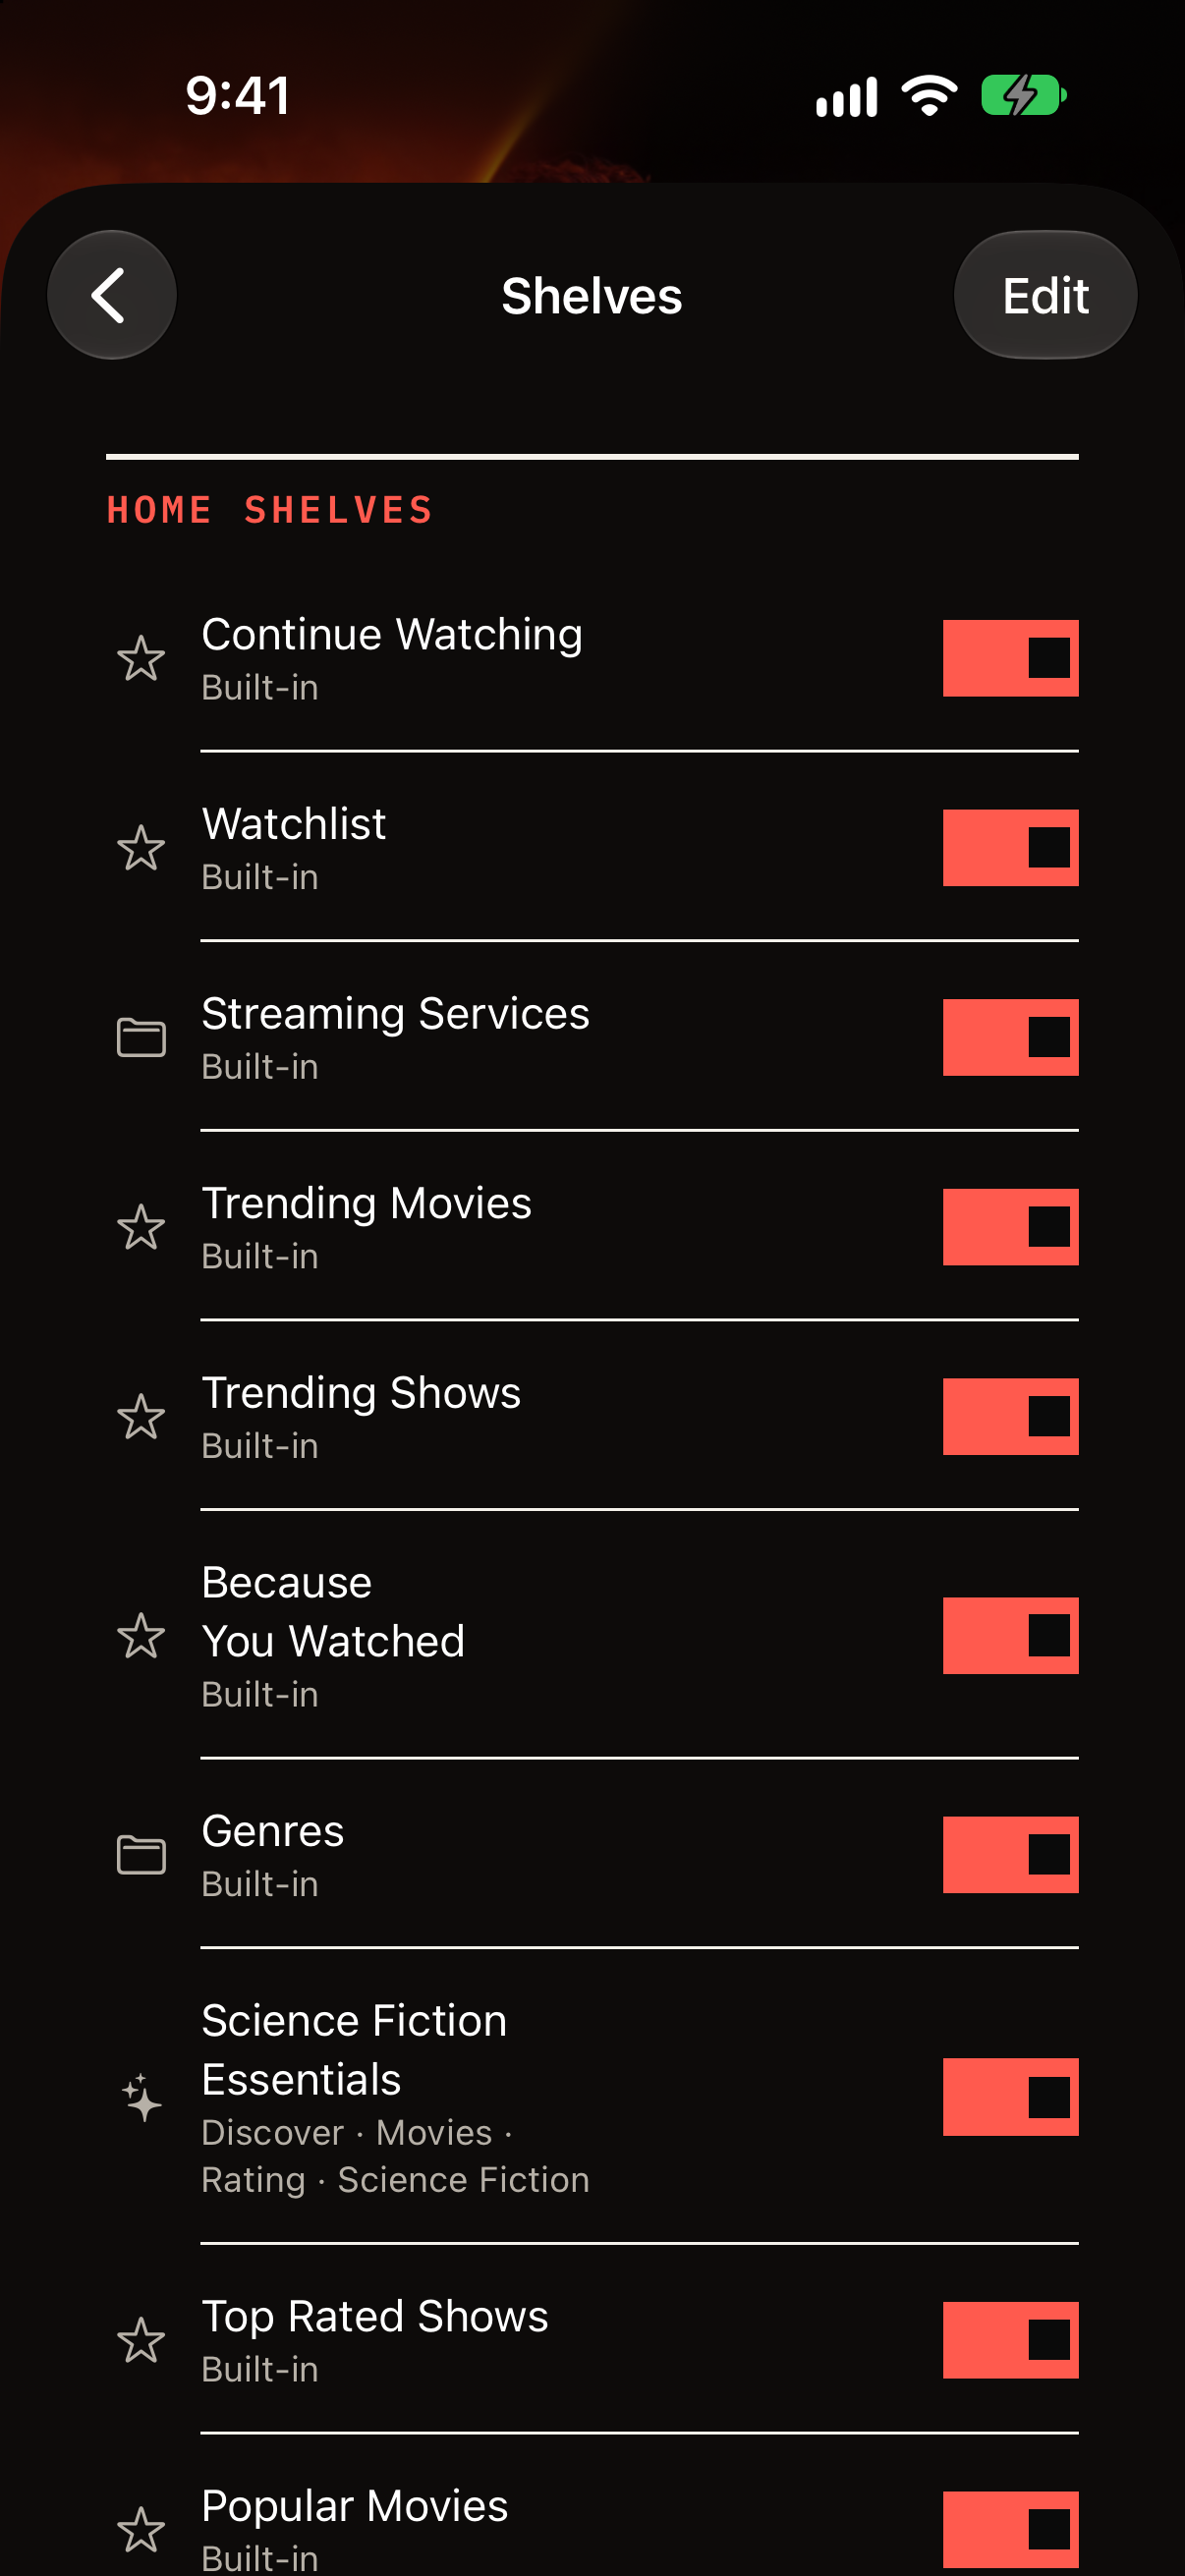 9:41
Shelves
Edit
HOME SHELVES
Continue Watching
Built-in
Watchlist
Built-in
Streaming Services
Built-in
Trending Movies
Built-in
Trending Shows
Built-in
Because
You Watched
Built-in
Genres
Built-in
Science Fiction
Essentials
Discover · Movies ·
Rating · Science Fiction
Top Rated Shows
Built-in
Popular Movies
Built-in